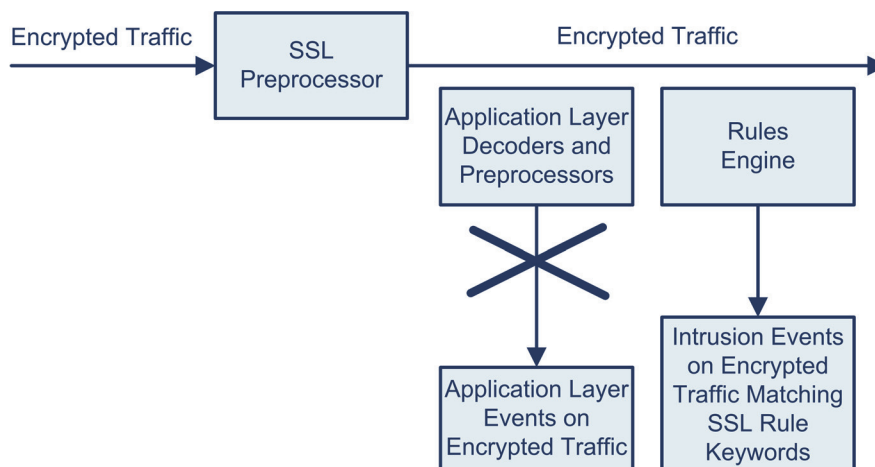 Encrypted Traffic
SSL
Preprocessor
Encrypted Traffic
Application Layer
Decoders and
Preprocessors
Rules
Engine
Application Layer
Events on
Encrypted Traffic
Intrusion Events
on Encrypted
Traffic Matching
SSL Rule
Keywords